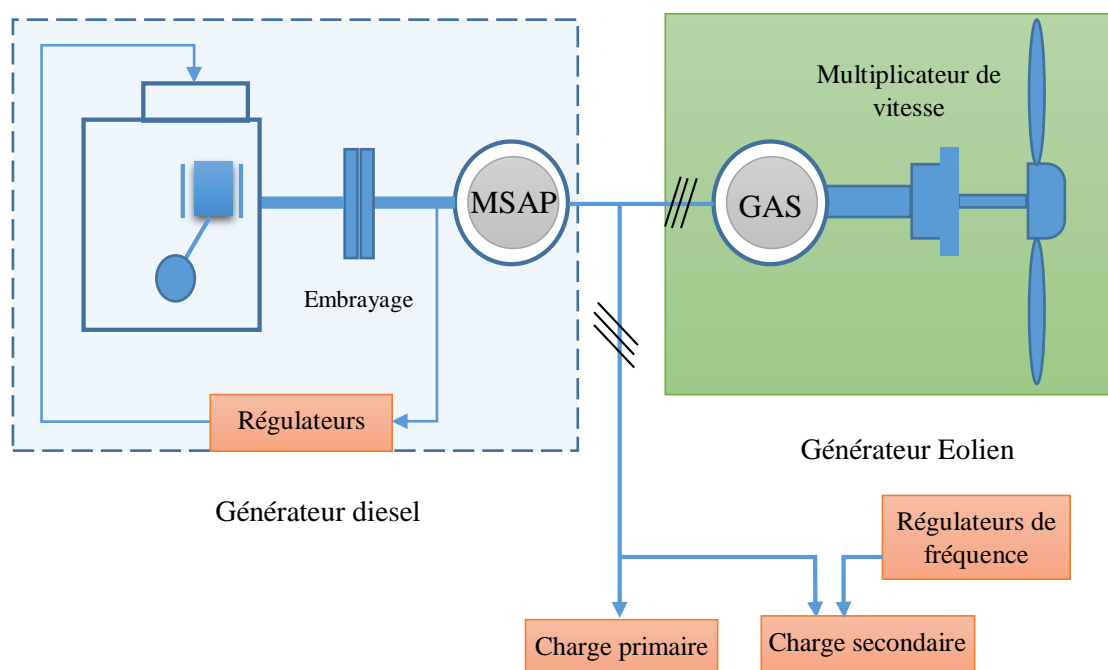 Multiplicateur de
vitesse
MSAP
GAS
Embrayage
Régulateurs
Générateur Eolien
Générateur diesel
Régulateurs de
fréquence
Charge primaire
Charge secondaire